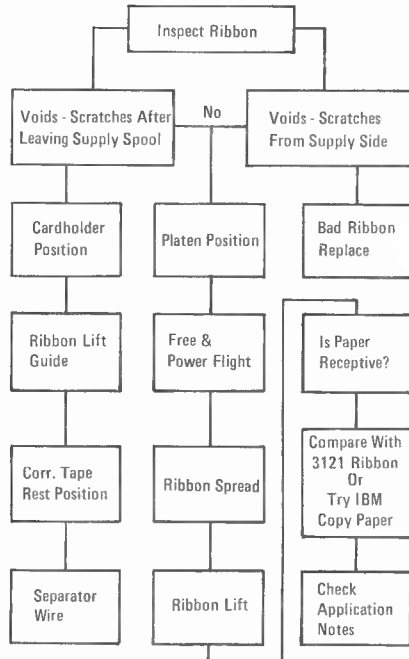 Inspect Ribbon
Voids - Scratches After
Leaving Supply Spool
No
Voids - Scratches
From Supply Side
Cardholder
Position
Platen Position
Bad Ribbon
Replace
Ribbon Lift
Guide
Free &
Power Flight
Is Paper
Receptive?
Corr. Tape
Rest Position
Ribbon Spread
Compare With
3121 Ribbon
Or
Try IBM
Copy Paper
Separator
Wire
Ribbon Lift
Check
Application
Notes